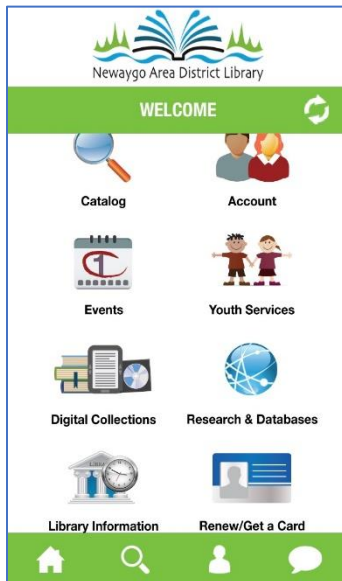 Newaygo Area District Library
WELCOME
Catalog
Account
Events
Youth Services
Digital Collections
Research & Databases
Library Information
Renew/Get a Card